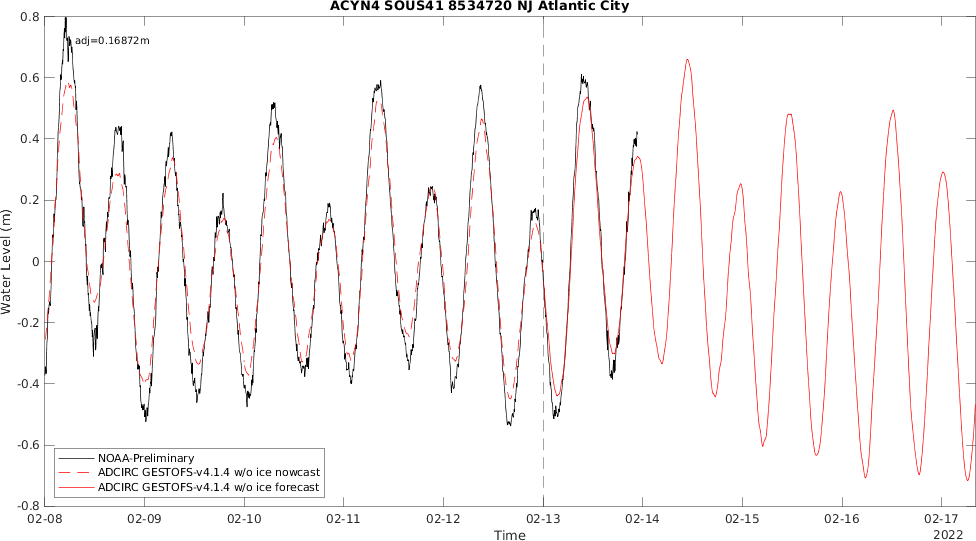 ACYN4 SOUS41 8534720 NJ Atlantic City
adj=0.16872m
0.8
0.6
0.4
0.2
0
-0.2
-0.4
-0.6
-0.8
Water Level (m)
NOAA-Preliminary
ADCIRC GESTOFS-v4.1.4 w/o ice nowcast
ADCIRC GESTOFS-v4.1.4 w/o ice forecast
02-08 02-09 02-10 02-11 02-12 02-13 02-14 02-15 02-16 02-17
Time
2022